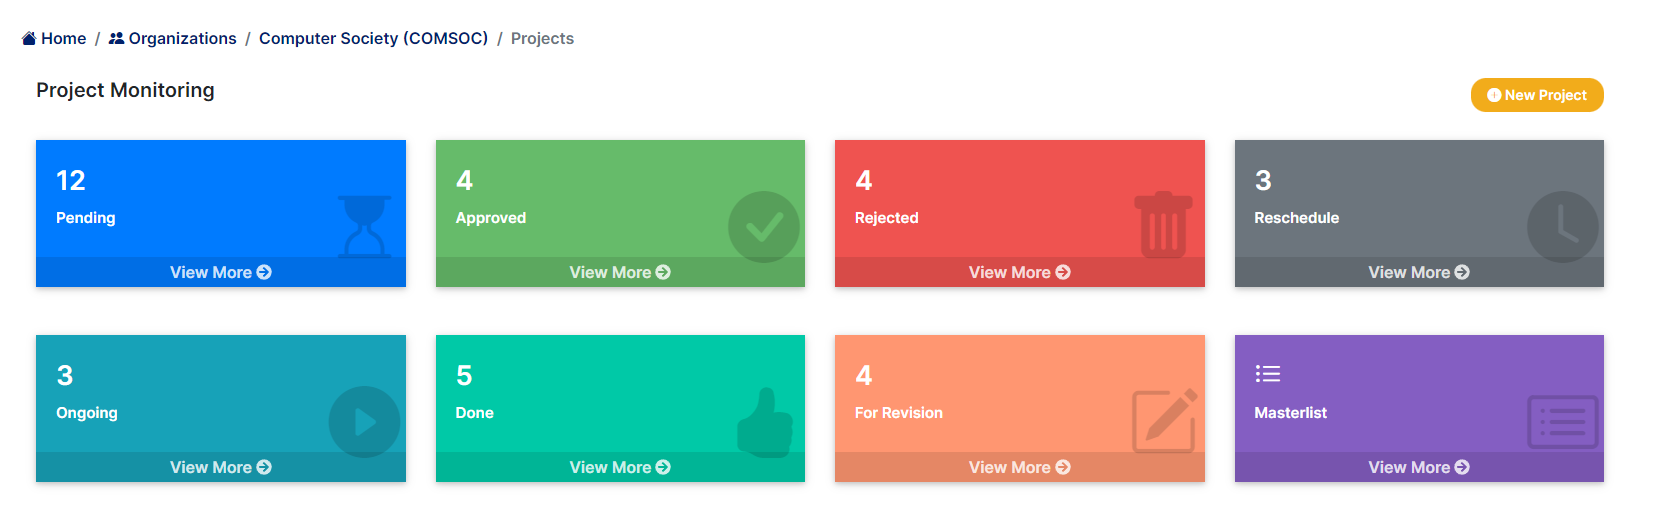 Home / Organizations / Computer Society (COMSOC) / Projects
Project Monitoring
New Project
12
Pending
View More
4
Approved
View More
4
Rejected
View More
3
Reschedule
View More
3
Ongoing
View More
5
Done
View More
4
For Revision
View More
Masterlist
View More